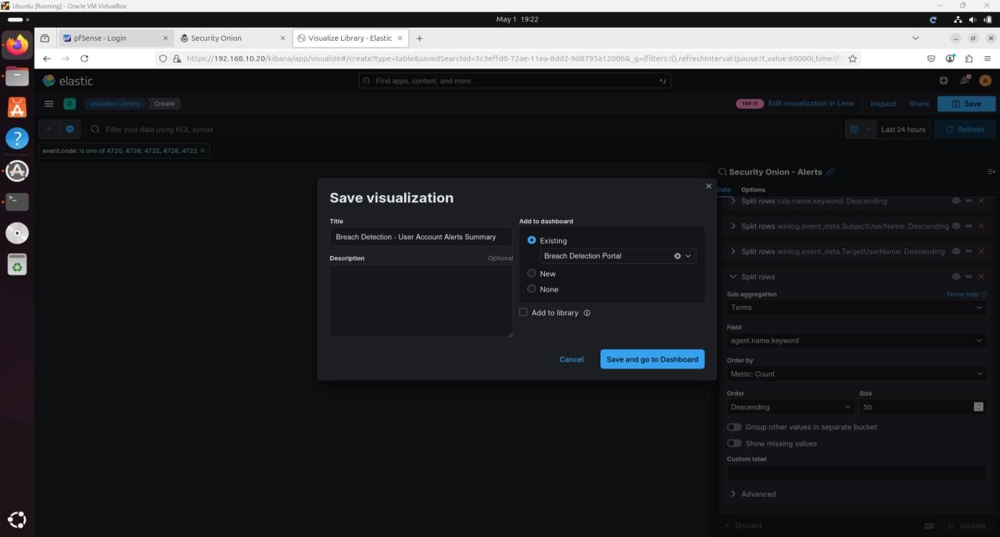 Ubuntu [Running] - Oracle VM VirtualBox
May 1 19:22
pfSense - Login
Security Onion
Visualize Library - Elastic
https://192.168.10.20/kibana/app/visualize#/create?type=table&savedSearchId=5c3effd0-72ae-11ea-8dd2-9d8795a1200b&_g=(filters:!(),refreshInterval:(pause:!t,value:60000),time:(fr
elastic
Find apps, content, and more.
^/
A
D
Visualize Library
Create
TRY IT
Edit visualization in Lens
Inspect
Share
Save
Filter your data using KQL syntax
Last 24 hours
Refresh
event.code: is one of 4720, 4738, 4732, 4728, 4722
Security Onion - Alerts
Data
Options
Split rows rule.name.keyword: Descending
Split rows winlog.event_data.SubjectUserName: Descending
Split rows winlog.event_data.TargetUserName: Descending
Split rows
Sub aggregation
Terms help
Terms
Field
agent.name.keyword
Order by
Metric: Count
Order
Size
Descending
50
Group other values in separate bucket
Show missing values
Custom label
Advanced
Discard
Update
Save visualization
Title
Breach Detection - User Account Alerts Summary
Description
Optional
Add to dashboard
Existing
Breach Detection Portal
New
None
Add to library
Cancel
Save and go to Dashboard